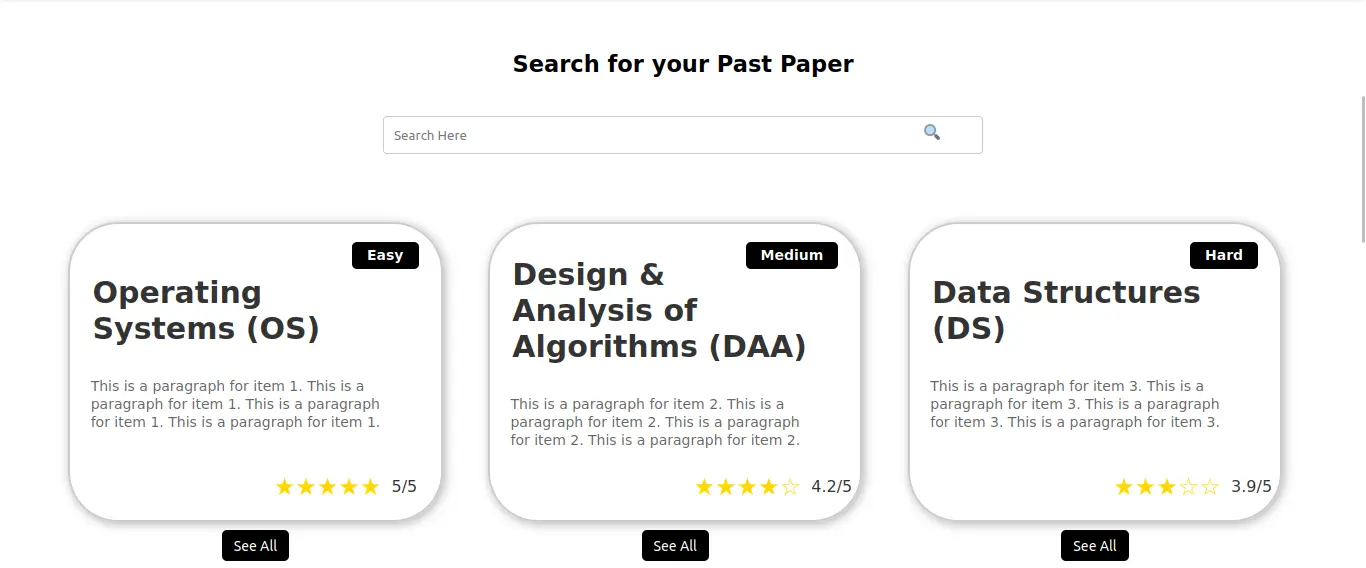 Search for your Past Paper
Search Here
Easy
Operating
Systems (OS)
This is a paragraph for item 1. This is a
paragraph for item 1. This is a paragraph
for item 1. This is a paragraph for item 1.
★★★★★ 5/5
See All
Medium
Design &
Analysis of
Algorithms (DAA)
This is a paragraph for item 2. This is a
paragraph for item 2. This is a paragraph
for item 2. This is a paragraph for item 2.
★★★★☆ 4.2/5
See All
Hard
Data Structures
(DS)
This is a paragraph for item 3. This is a
paragraph for item 3. This is a paragraph
for item 3. This is a paragraph for item 3.
★★★☆☆ 3.9/5
See All